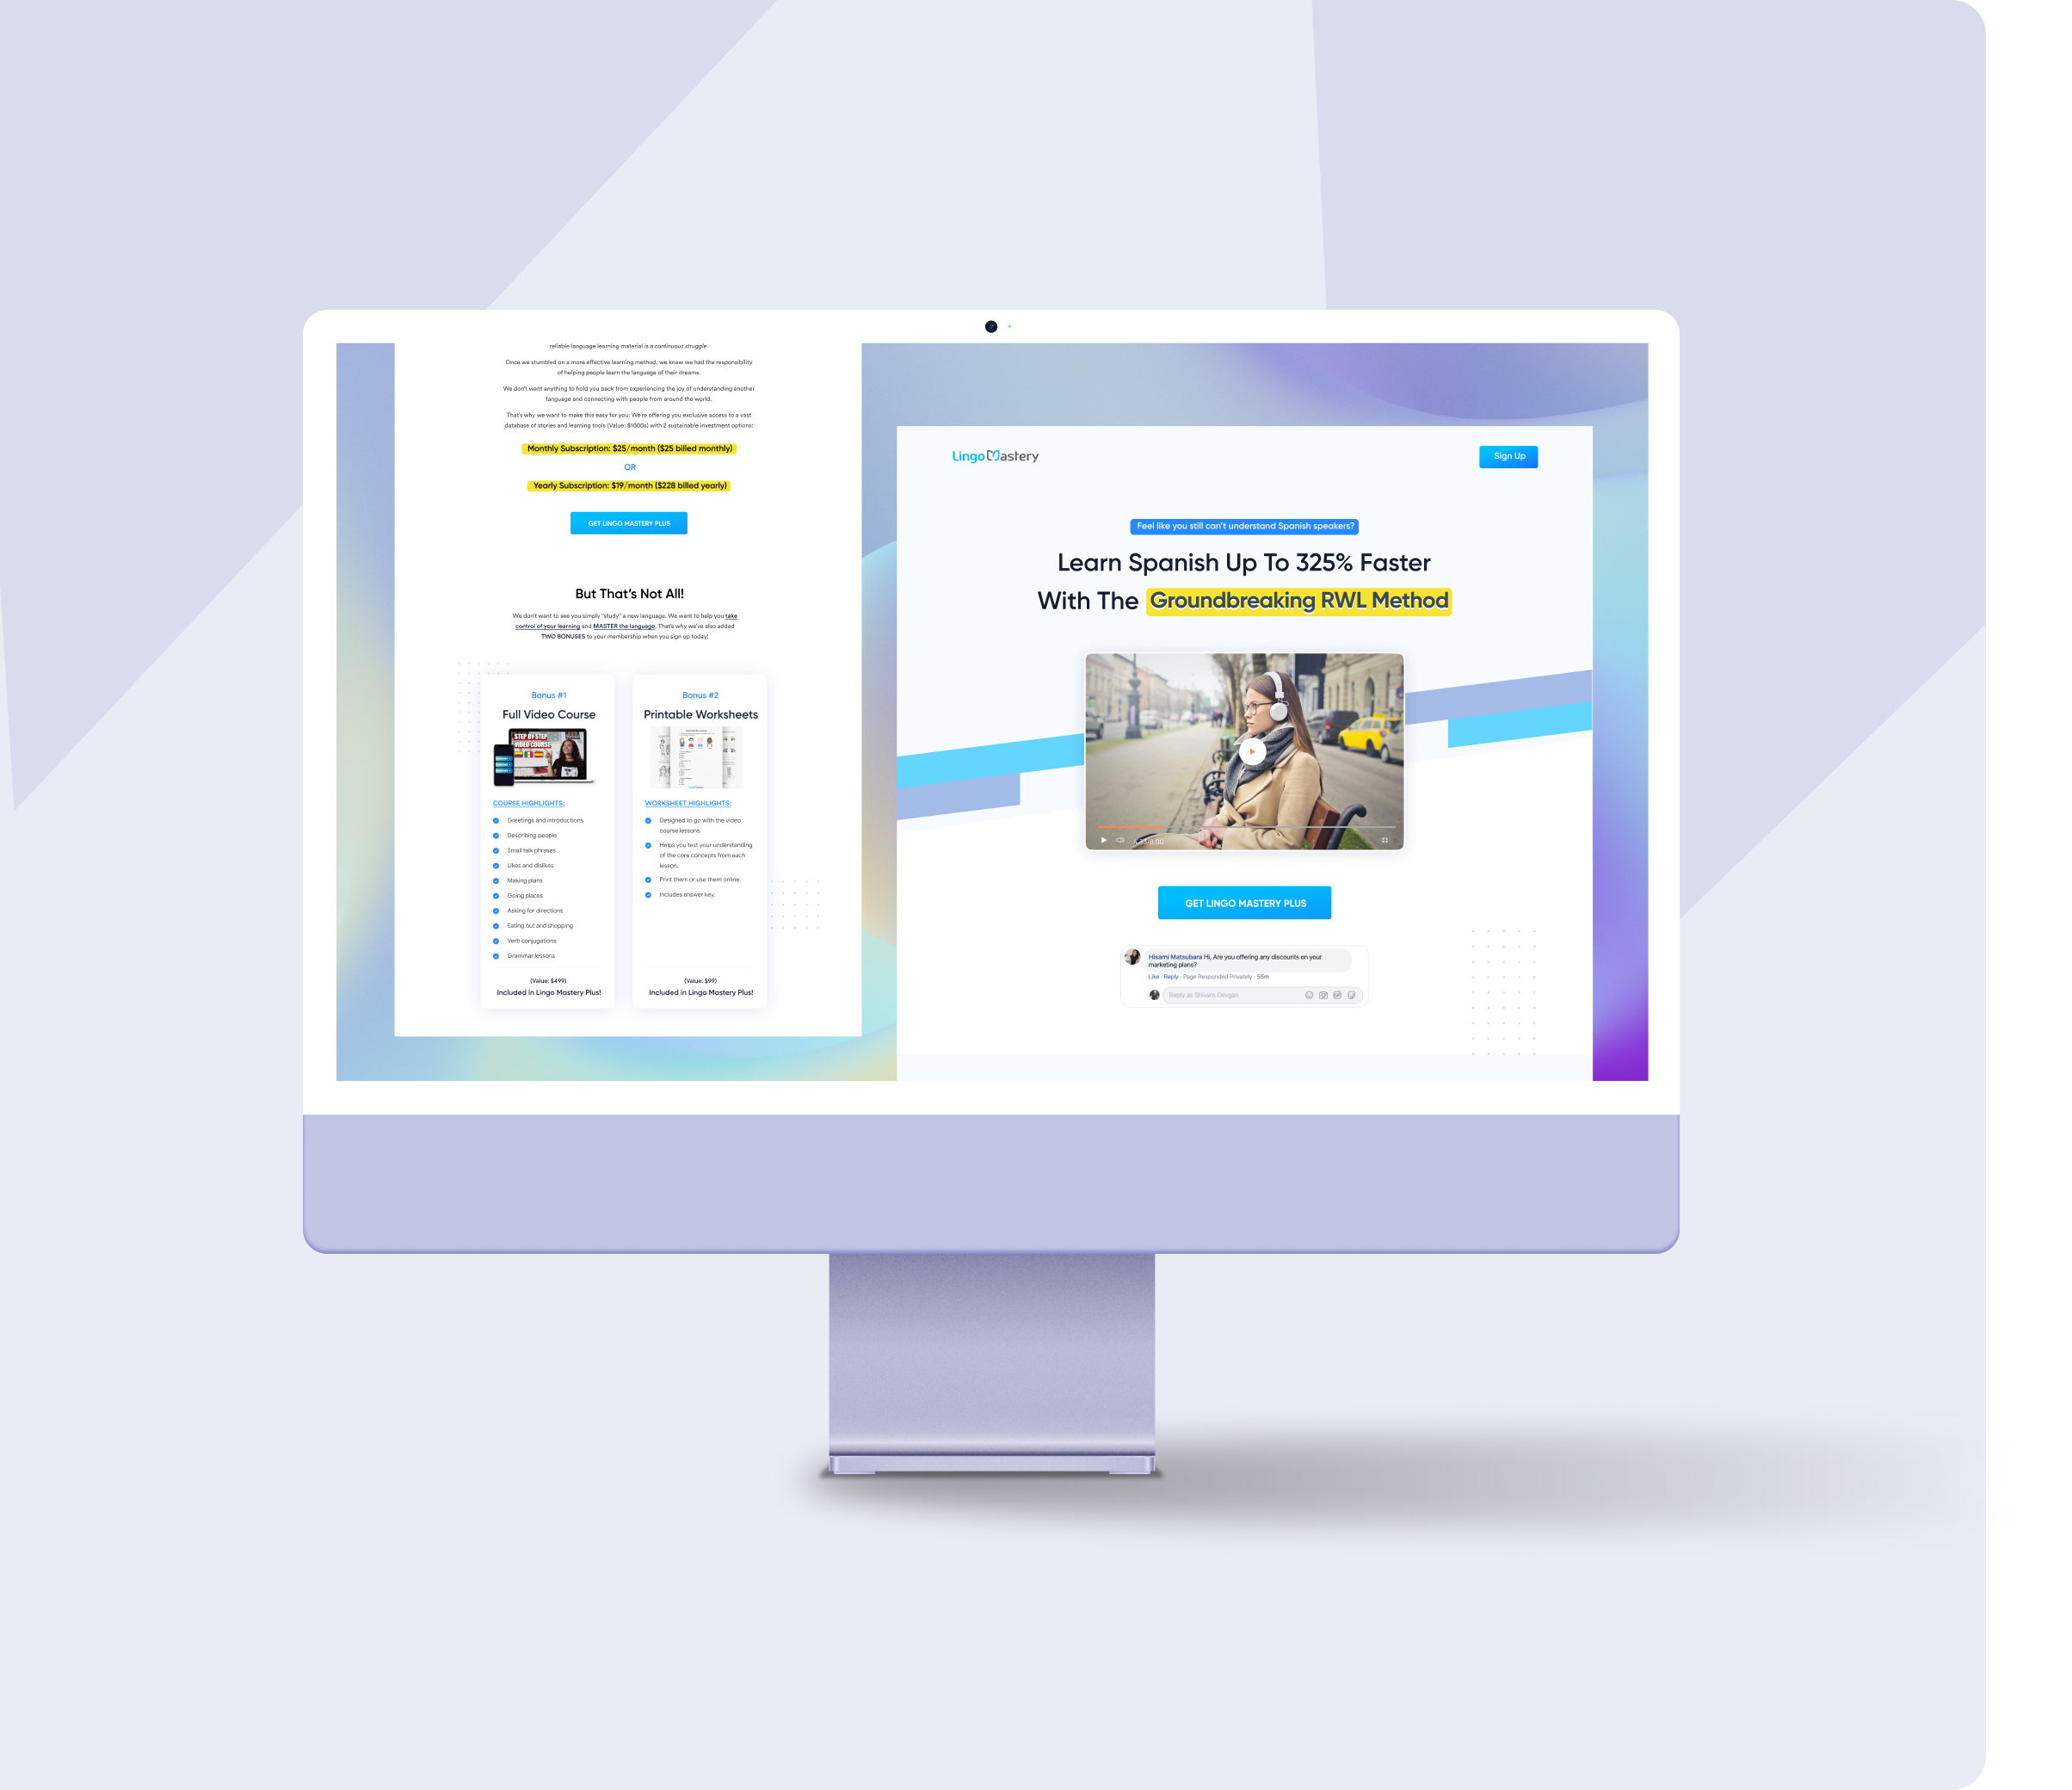 reliable language learning material is a continuous struggle.
Once we stumbled on a more effective learning method, we knew we had the responsibility
of helping people learn the language of their dreams.
We don't want anything to hold you back from experiencing the joy of understanding another
language and connecting with people from around the world.
That's why we want to make this easy for you: We're offering you exclusive access to a vast
database of stories and learning tools (Value: $1000s) with 2 sustainable investment options:
Monthly Subscription: $25/month ($25 billed monthly)
OR
Yearly Subscription: $19/month ($228 billed yearly)
GET LINGO MASTERY PLUS
But That's Not All!
We don't want to see you simply "study" a new language. We want to help you take
control of your learning and MASTER the language. That's why we've also added
TWO BONUSES to your membership when you sign up today!
Bonus #1
Full Video Course
STEP BY STEP
VIDEO COURSE
COURSE HIGHLIGHTS:
Greetings and introductions
Describing people
Small talk phrases
Likes and dislikes
Making plans
Going places
Asking for directions
Eating out and shopping
Verb conjugations
Grammar lessons
(Value: $499)
Included in Lingo Mastery Plus!
Bonus #2
Printable Worksheets
WORKSHEET HIGHLIGHTS:
Designed to go with the video
course lessons.
Helps you test your understanding
of the core concepts from each
lesson.
Print them or use them online.
Includes answer key.
(Value: $99)
Included in Lingo Mastery Plus!
Lingo Mastery
Sign Up
Feel like you still can't understand Spanish speakers?
Learn Spanish Up To 325% Faster
With The Groundbreaking RWL Method
GET LINGO MASTERY PLUS
Hisami Matsubara Hi, Are you offering any discounts on your
marketing plans?
Like · Reply · Page Responded Privately · 55m
Reply as Shivam Devgan